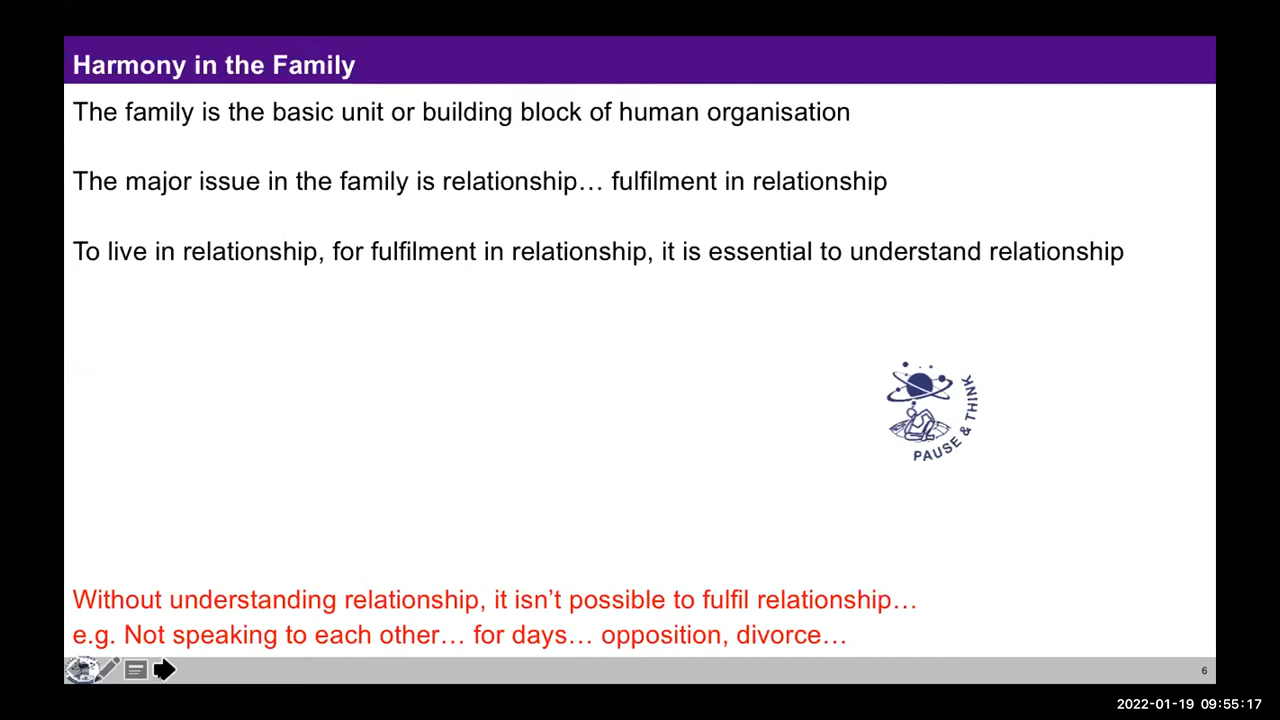 Harmony in the Family
The family is the basic unit or building block of human organisation
The major issue in the family is relationship… fulfilment in relationship
To live in relationship, for fulfilment in relationship, it is essential to understand relationship
PAUSE & THINK
Without understanding relationship, it isn’t possible to fulfil relationship…
e.g. Not speaking to each other… for days… opposition, divorce…
6
2022-01-19 09:55:17